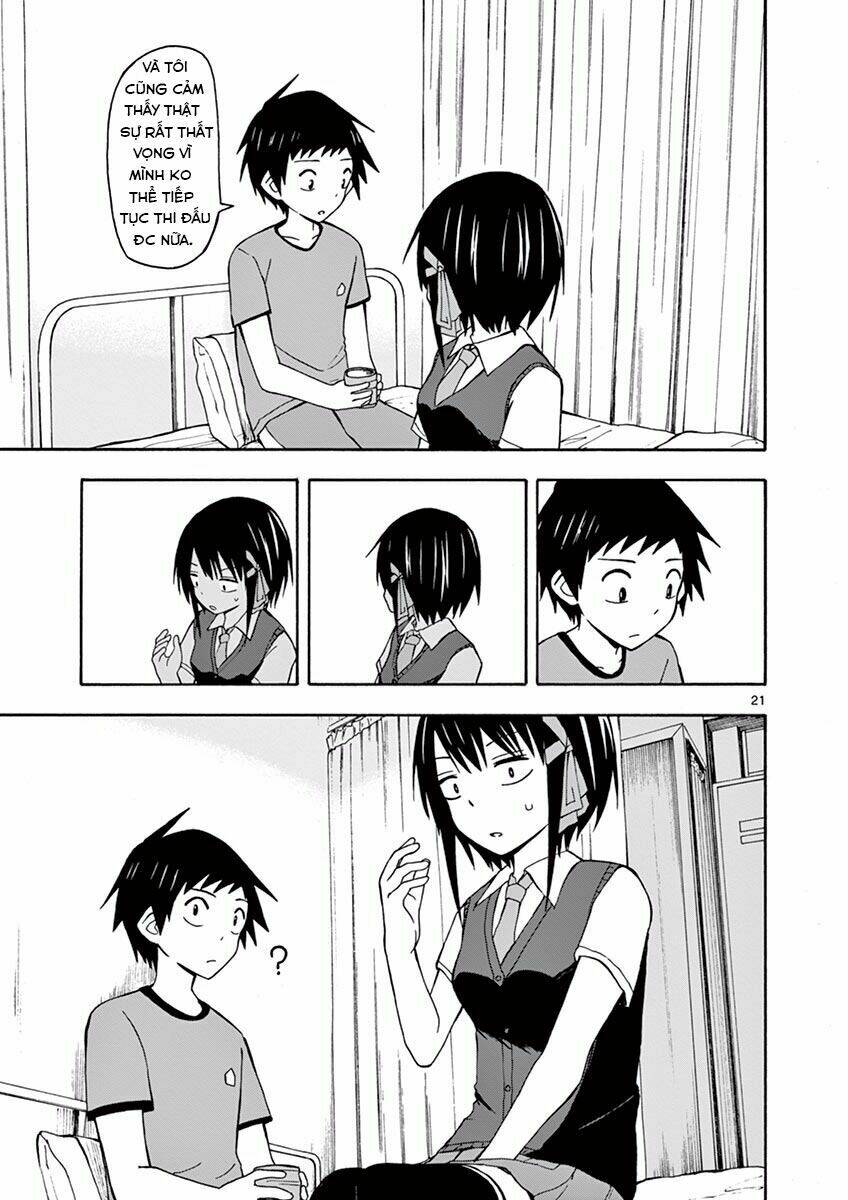 VÀ TÔI
CŨNG CẢM
THẤY THẬT
SỰ RẤT THẤT
VỌNG VÌ
MÌNH KO
THỂ TIẾP
TỤC THI ĐẤU
ĐC NỮA.
21
?